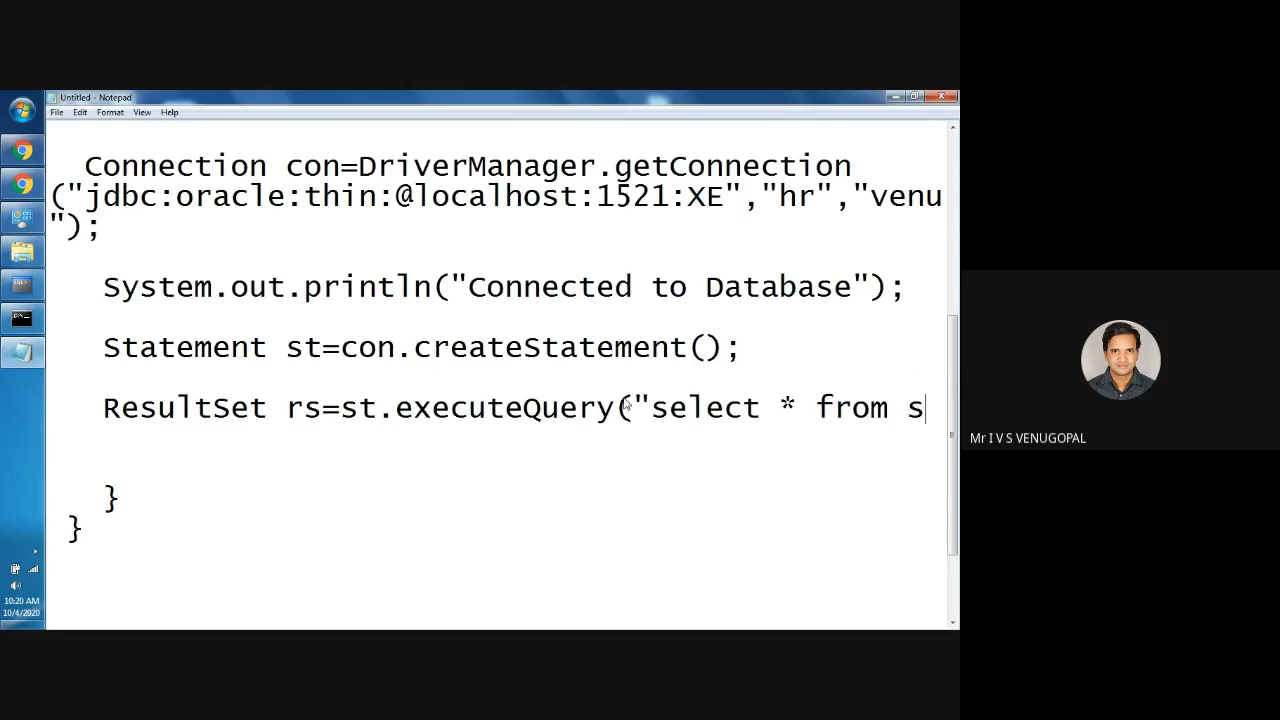 Untitled - Notepad
File Edit Format View Help
Connection con=DriverManager.getConnection
("jdbc:oracle:thin:@localhost:1521:XE","hr","venu
");
System.out.println("Connected to Database");
Statement st=con.createStatement();
ResultSet rs=st.executeQuery("select * from s
}
}
10:20 AM
10/4/2020
Mr I V S VENUGOPAL